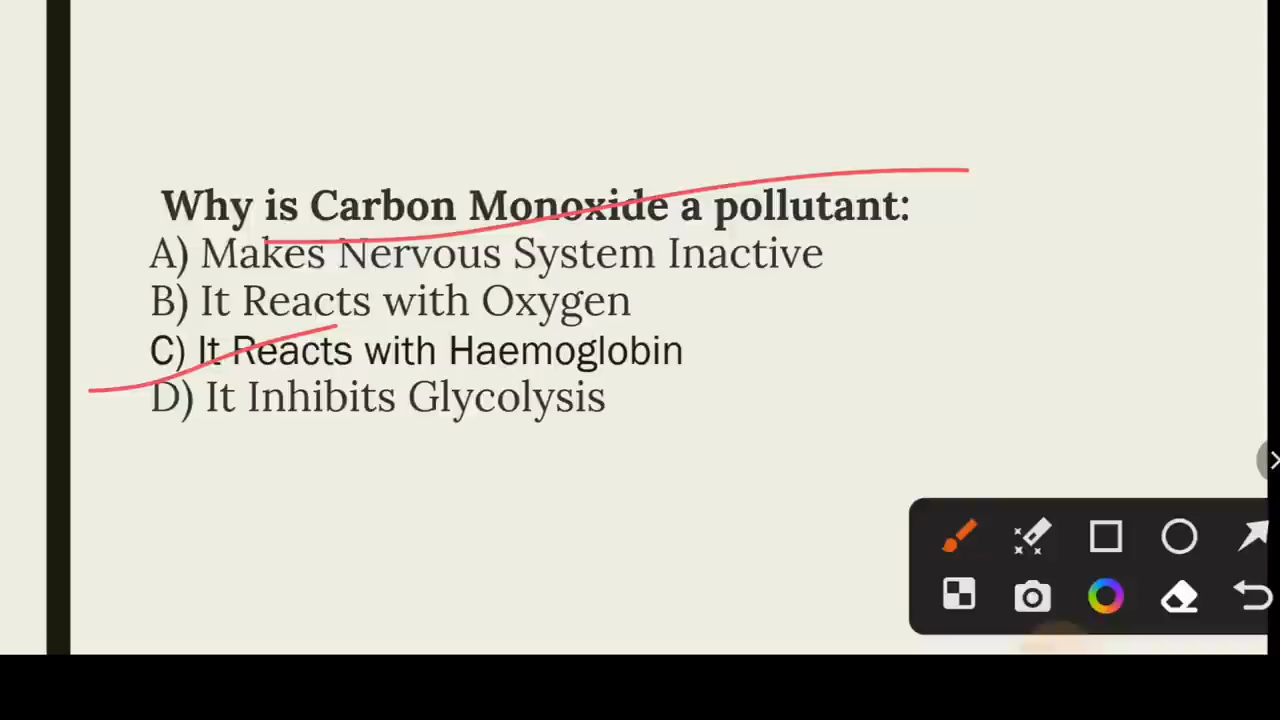 Why is Carbon Monoxide a pollutant:
A) Makes Nervous System Inactive
B) It Reacts with Oxygen
C) It Reacts with Haemoglobin
D) It Inhibits Glycolysis